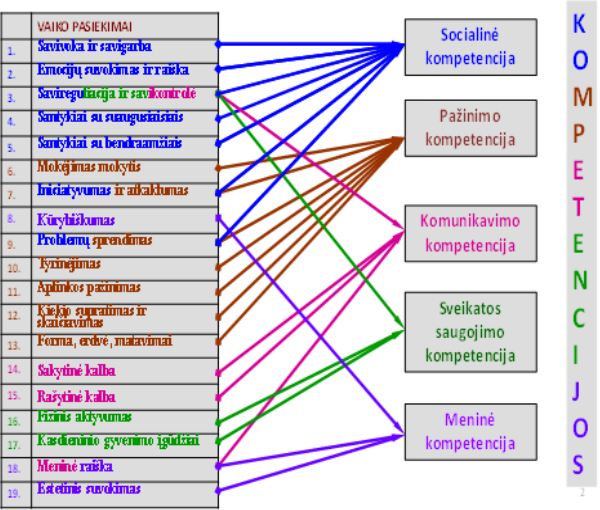 VAIKO PASIEKIMAI
1. Savivoka ir savigarba
2. Emocijų suvokimas ir raiška
3. Savireguliacija ir savikontrolė
4. Santykiai su suaugusiaisiais
5. Santykiai su bendraamžiais
6. Mokėjimas mokytis
7. Iniciatyvumas ir atkaklumas
8. Kūrybiškumas
9. Problemų sprendimas
10. Tyrinėjimas
11. Aplinkos pažinimas
12. Kiekio supratimas ir
skaičiavimas
13. Forma, erdvė, matavimai
14. Sakytinė kalba
15. Rašytinė kalba
16. Fizinis aktyvumas
17. Kasdieninio gyvenimo įgūdžiai
18. Meninė raiška
19. Estetinis suvokimas
Socialinė
kompetencija
Pažinimo
kompetencija
Komunikavimo
kompetencija
Sveikatos
saugojimo
kompetencija
Meninė
kompetencija
K
O
M
P
E
T
E
N
C
I
J
O
S
2